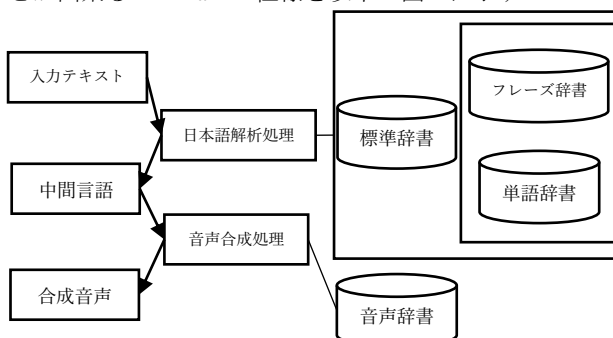 入力テキスト
フレーズ辞書
日本語解析処理
標準辞書
中間言語
単語辞書
音声合成処理
合成音声
音声辞書